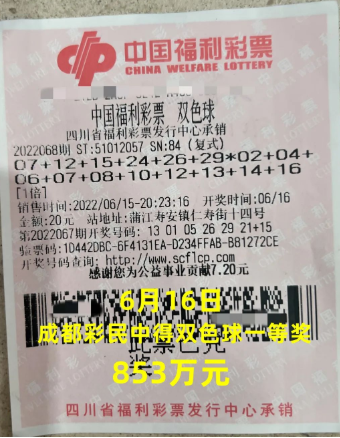 中国福利彩票
CHINA WELFARE LOTTERY
中国福利彩票 双色球
四川省福利彩票发行中心承销
2022068期 ST:51012057 SN:84 (复式)
07+12+15+24+26+29*02+04+
06+07+08+10+12+13+14+16
[1倍]
销售时间:2022/06/15-20:23:16 开奖时间:06/16
金额:20元 站地址:蒲江寿安镇仁寿街十四号
第2022067期开奖号码: 13 01 05 26 29 21+15
验票码:10442DBC-6F4131EA-D234FFAB-B81272CE
开奖号码查询: http://www.scflcp.com
感谢您为公益事业贡献7.20元
6月16日
成都彩民中得双色球一等奖
853万元
四川省福利彩票发行中心承销